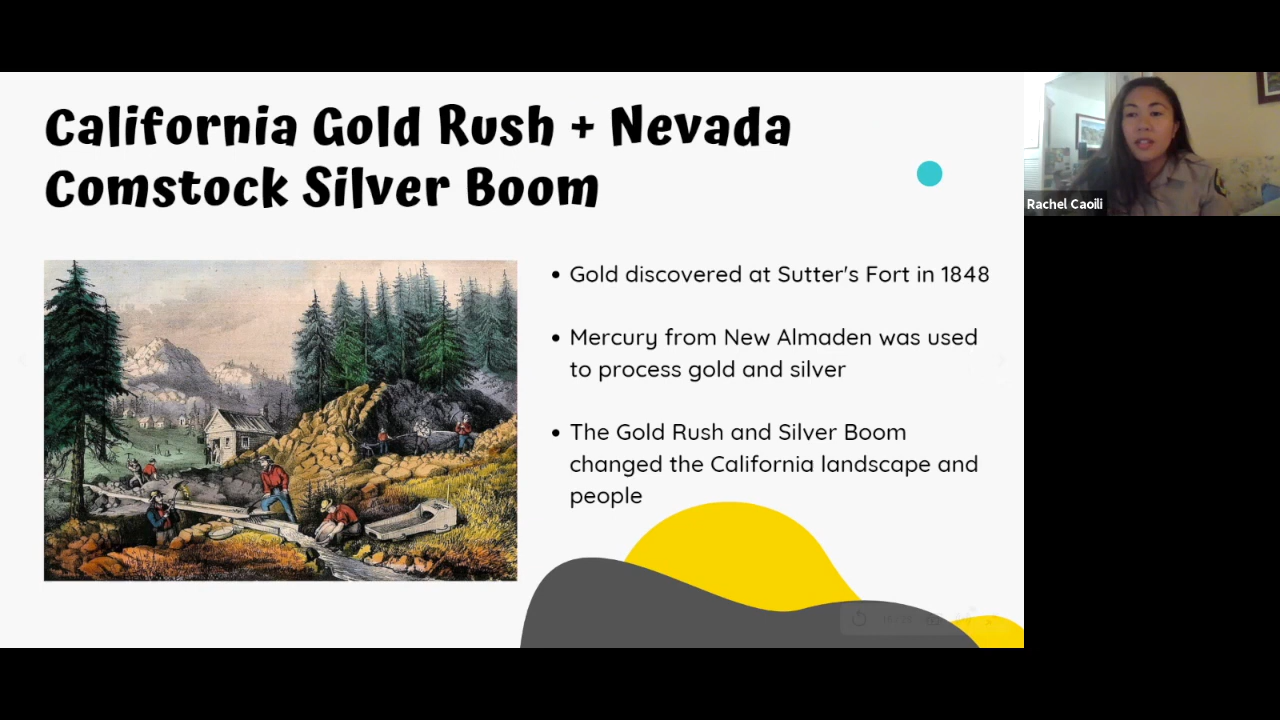 California Gold Rush + Nevada
Comstock Silver Boom
Rachel Caoili
• Gold discovered at Sutter's Fort in 1848
• Mercury from New Almaden was used
to process gold and silver
• The Gold Rush and Silver Boom
changed the California landscape and
people